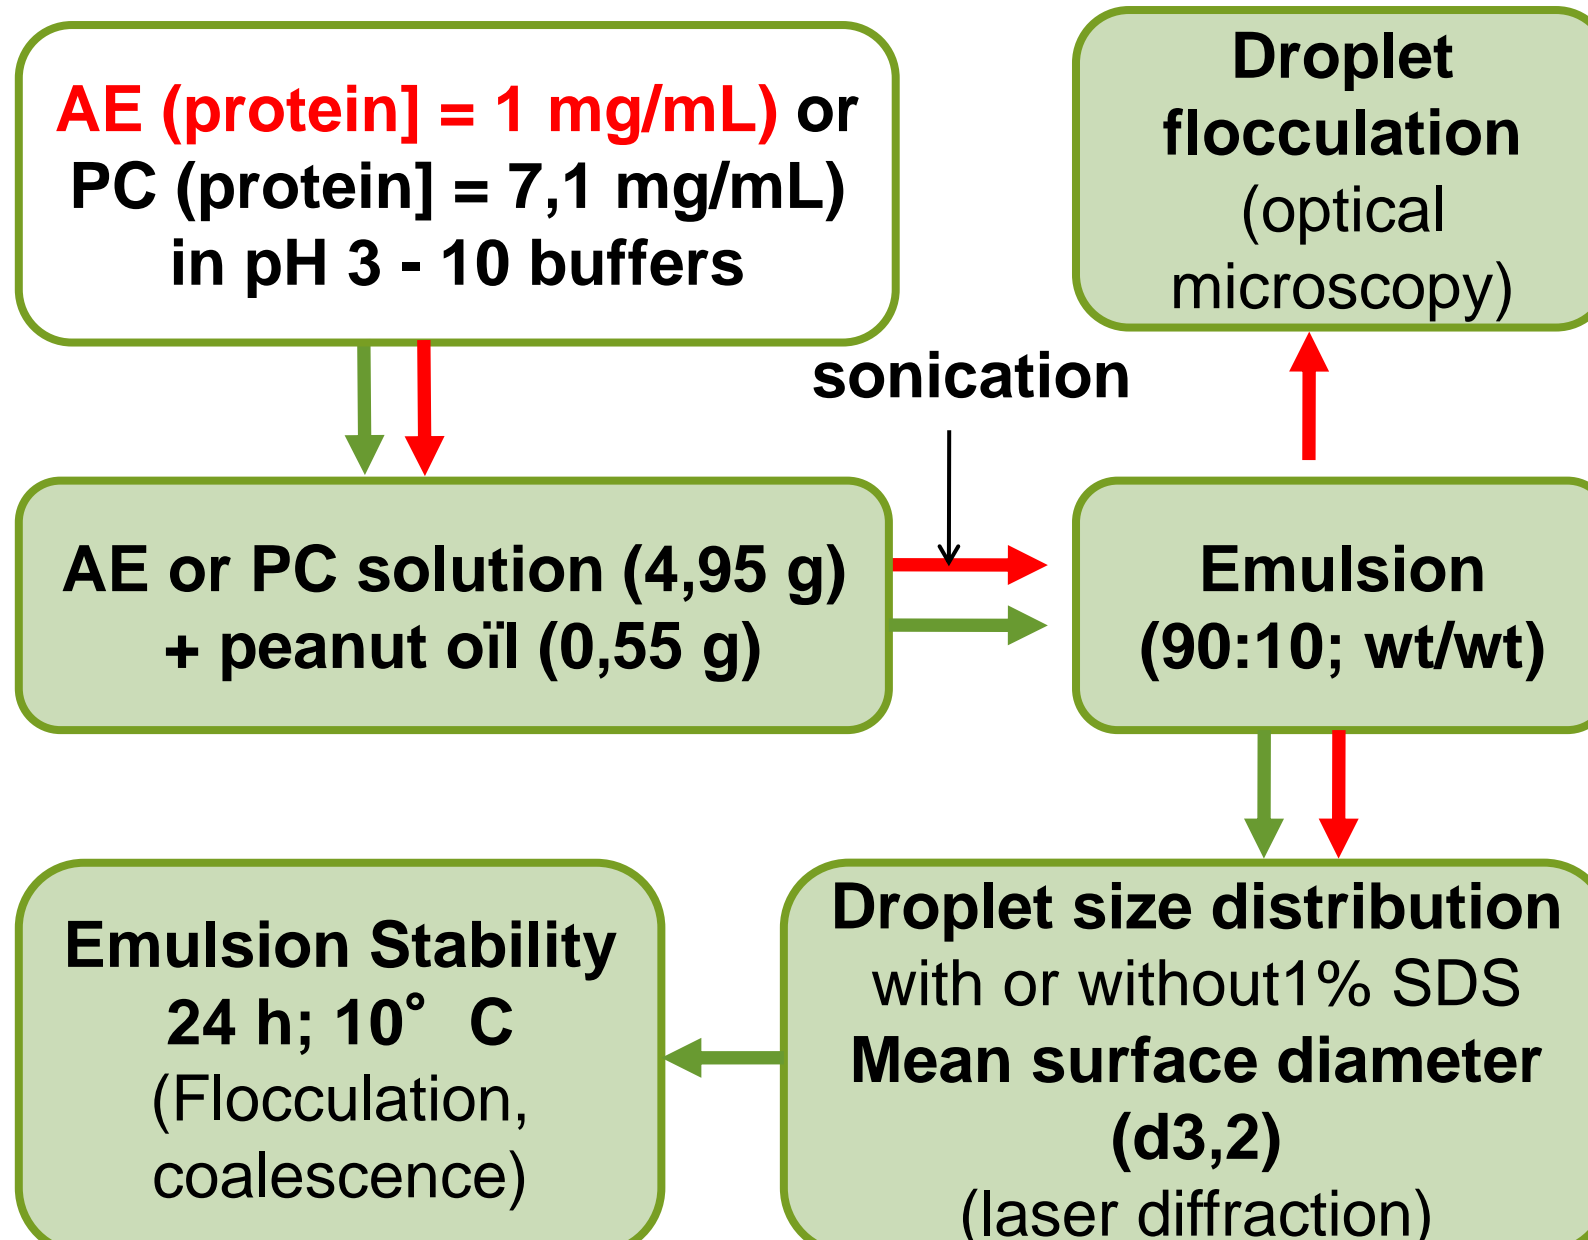 AE (protein] = 1 mg/mL) or
PC (protein] = 7,1 mg/mL)
in pH 3 - 10 buffers
Droplet
flocculation
(optical
microscopy)
sonication
AE or PC solution (4,95 g)
+ peanut oïl (0,55 g)
Emulsion
(90:10; wt/wt)
Emulsion Stability
24 h; 10° C
(Flocculation,
coalescence)
Droplet size distribution
with or without1% SDS
Mean surface diameter
(d3,2)
(laser diffraction)